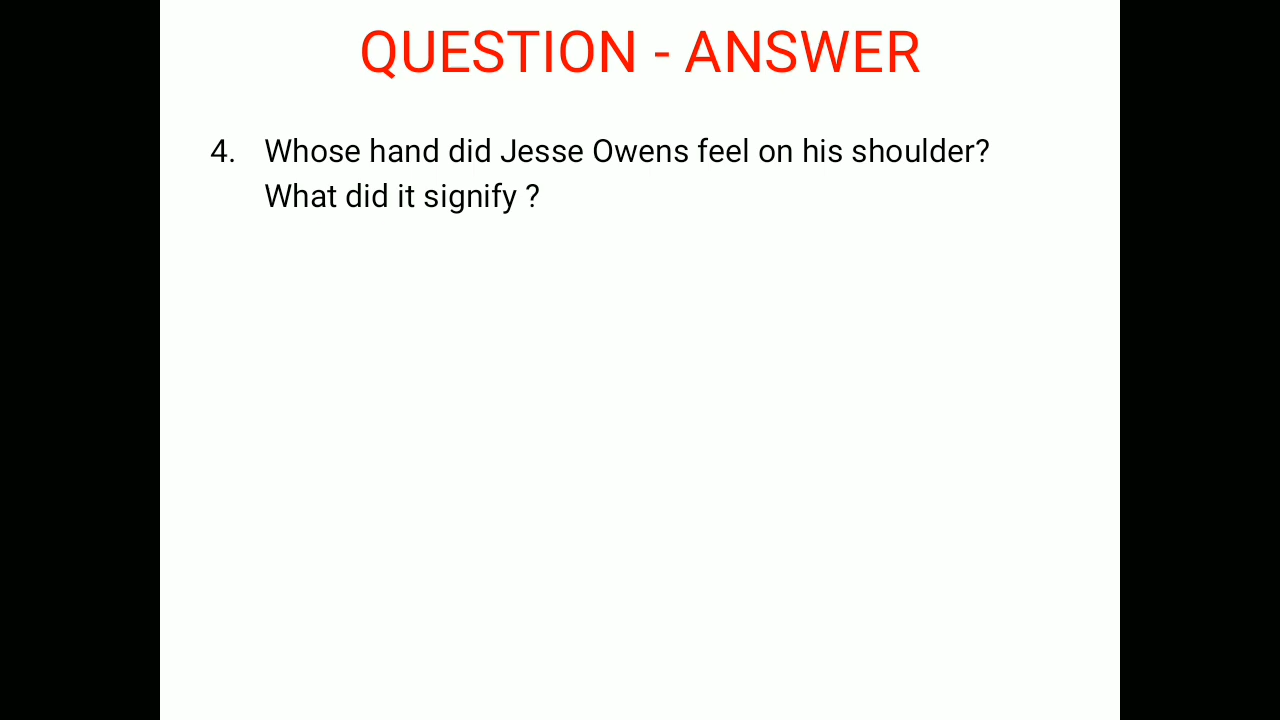 QUESTION - ANSWER
4. Whose hand did Jesse Owens feel on his shoulder?
What did it signify ?